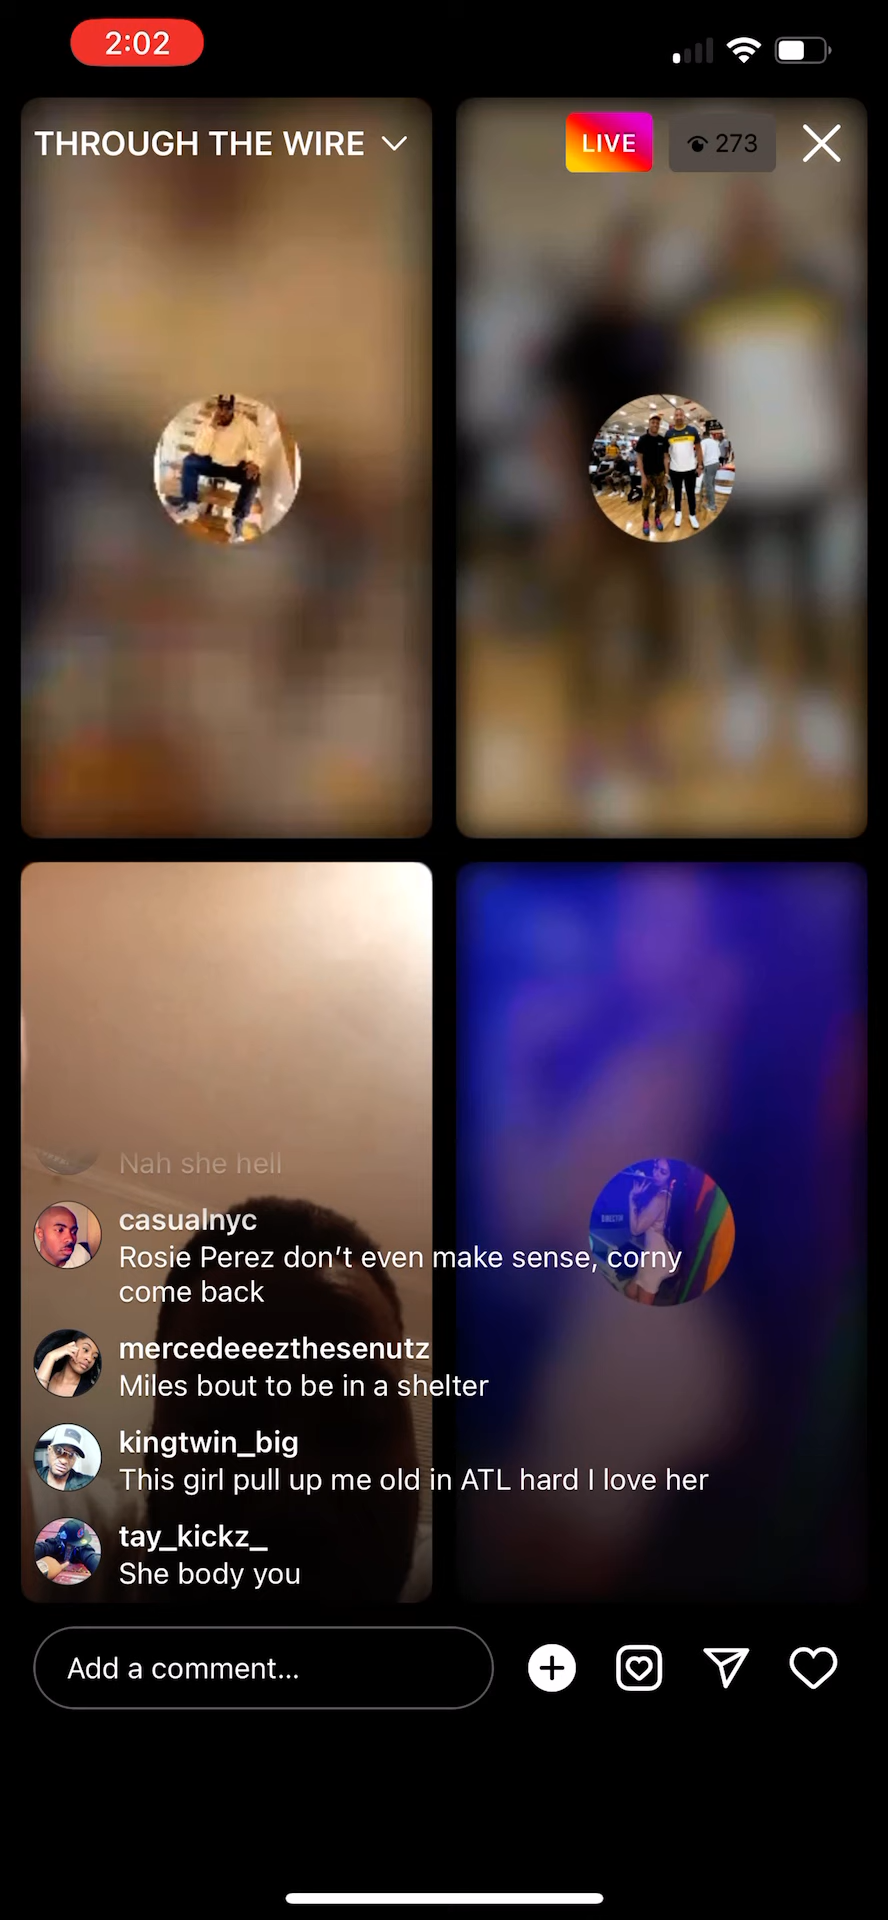 2:02
THROUGH THE WIRE
LIVE
273
Nah she hell
casualnyc
Rosie Perez don't even make sense, corny
come back
mercedeeezthesenutz
Miles bout to be in a shelter
kingtwin_big
This girl pull up me old in ATL hard I love her
tay_kickz_
She body you
Add a comment...